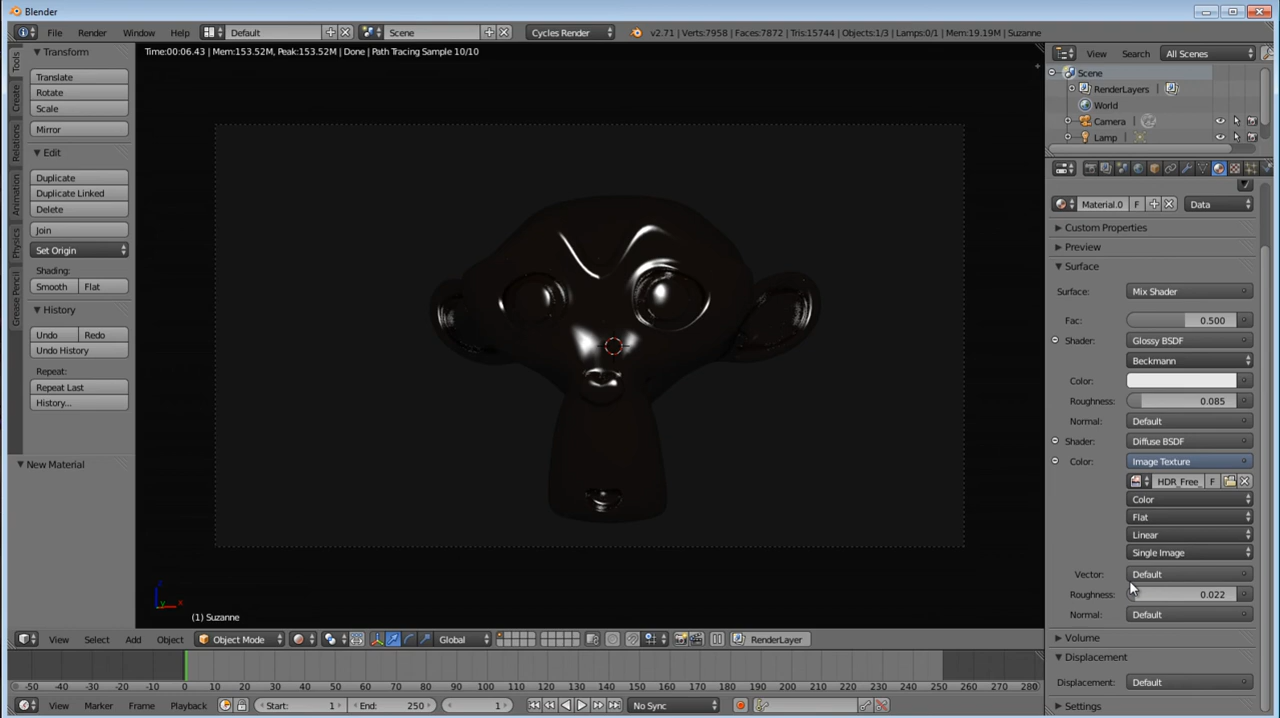 Blender
File Render Window Help Default Scene Cycles Render v2.71 | Verts:7958 | Faces:7872 | Tris:15744 | Objects:1/3 | Lamps:0/1 | Mem:19.19M | Suzanne
Time:00:06.43 | Mem:153.52M, Peak:153.52M | Done | Path Tracing Sample 10/10
View Search All Scenes
Scene
RenderLayers
World
Camera
Lamp
Tools
Create
Relations
Animation
Physics
Grease Pencil
Transform
Translate
Rotate
Scale
Mirror
Edit
Duplicate
Duplicate Linked
Delete
Join
Set Origin
Shading:
Smooth Flat
History
Undo Redo
Undo History
Repeat:
Repeat Last
History...
New Material
(1) Suzanne
Material.0 F Data
Custom Properties
Preview
Surface
Surface: Mix Shader
Fac: 0.500
Shader: Glossy BSDF
Beckmann
Color:
Roughness: 0.085
Normal: Default
Shader: Diffuse BSDF
Color: Image Texture
HDR_Free_ F
Color
Flat
Linear
Single Image
Vector: Default
Roughness: 0.022
Normal: Default
Volume
Displacement
Displacement: Default
Settings
View Select Add Object Object Mode Global RenderLayer
-50 -40 -30 -20 -10 0 10 20 30 40 50 60 70 80 90 100 110 120 130 140 150 160 170 180 190 200 210 220 230 240 250 260 270 280
View Marker Frame Playback Start: 1 End: 250 1 No Sync